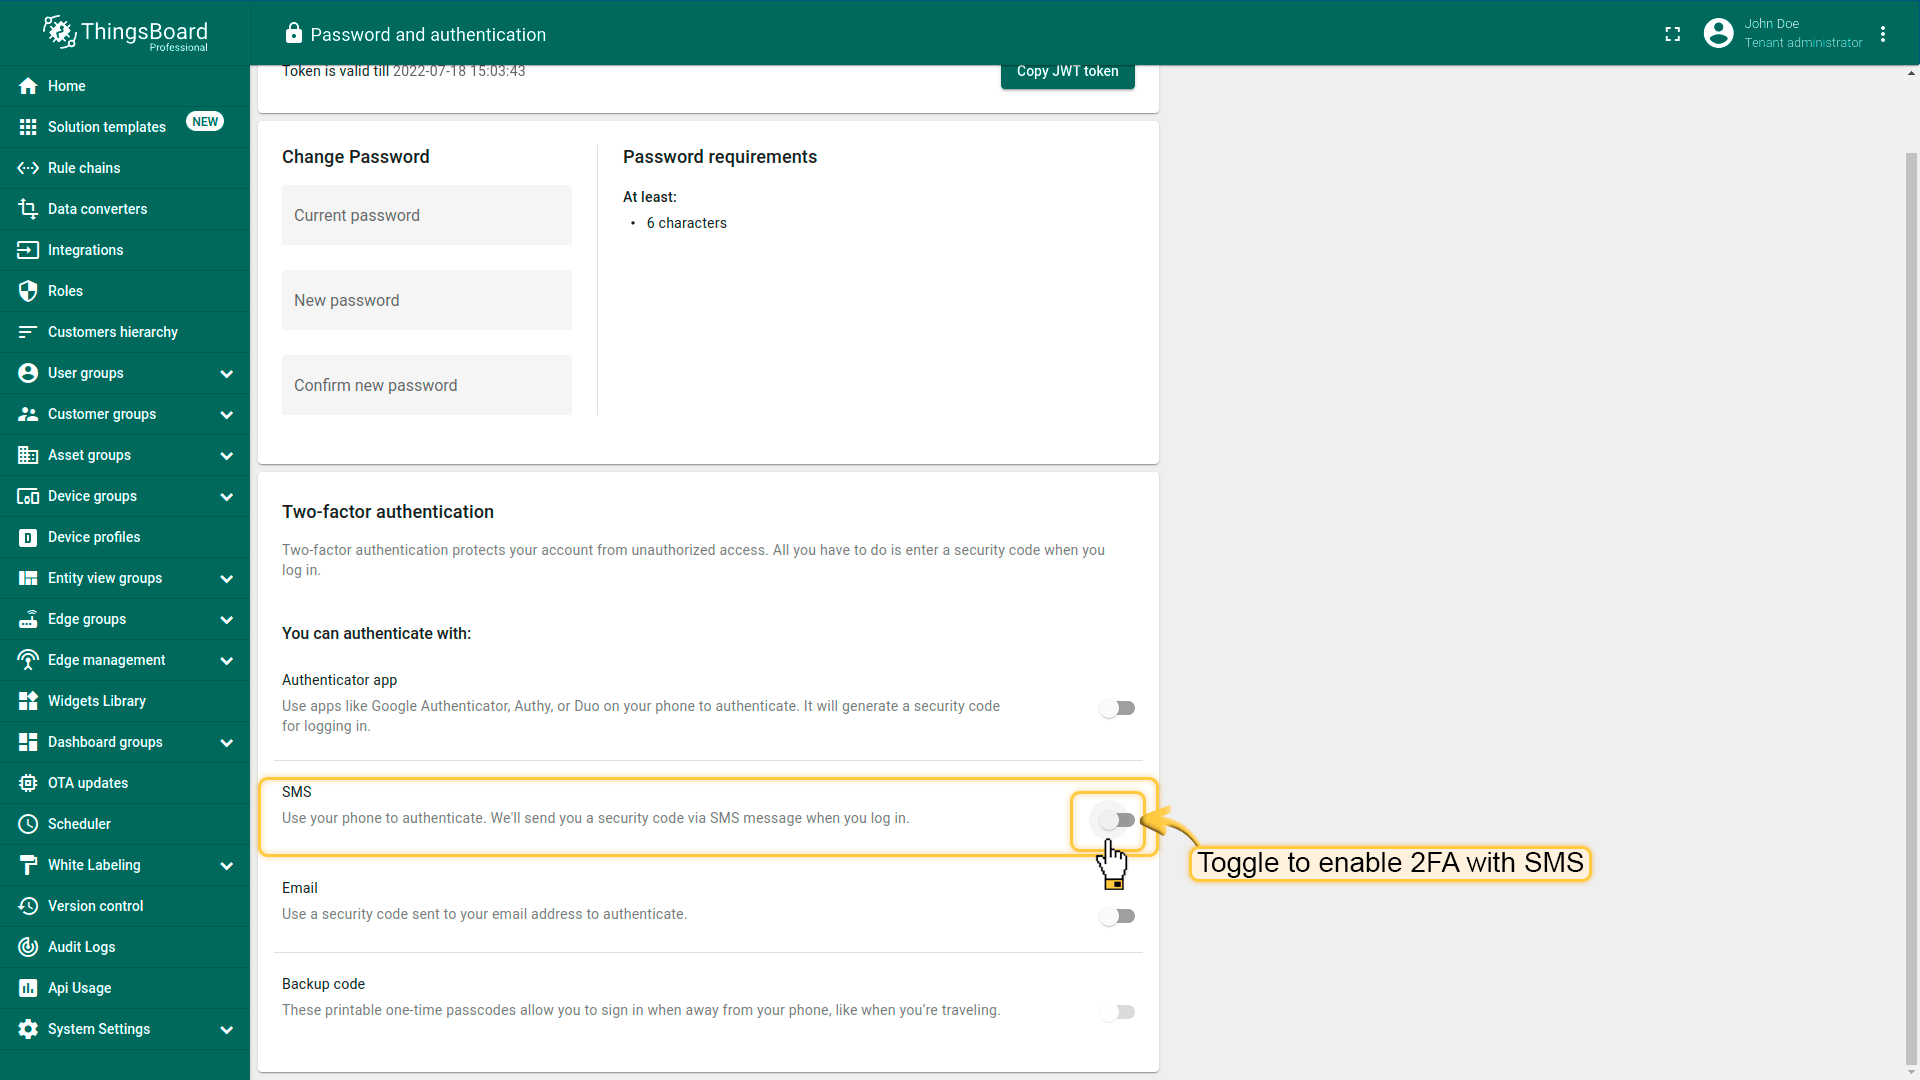 ThingsBoard
Professional
Password and authentication
John Doe
Tenant administrator
Home
Solution templates NEW
Rule chains
Data converters
Integrations
Roles
Customers hierarchy
User groups
Customer groups
Asset groups
Device groups
Device profiles
Entity view groups
Edge groups
Edge management
Widgets Library
Dashboard groups
OTA updates
Scheduler
White Labeling
Version control
Audit Logs
Api Usage
System Settings
Token is valid till 2022-07-18 15:03:43
Copy JWT token
Change Password
Current password
New password
Confirm new password
Password requirements
At least:
• 6 characters
Two-factor authentication
Two-factor authentication protects your account from unauthorized access. All you have to do is enter a security code when you
log in.
You can authenticate with:
Authenticator app
Use apps like Google Authenticator, Authy, or Duo on your phone to authenticate. It will generate a security code
for logging in.
SMS
Use your phone to authenticate. We'll send you a security code via SMS message when you log in.
Toggle to enable 2FA with SMS
Email
Use a security code sent to your email address to authenticate.
Backup code
These printable one-time passcodes allow you to sign in when away from your phone, like when you're traveling.